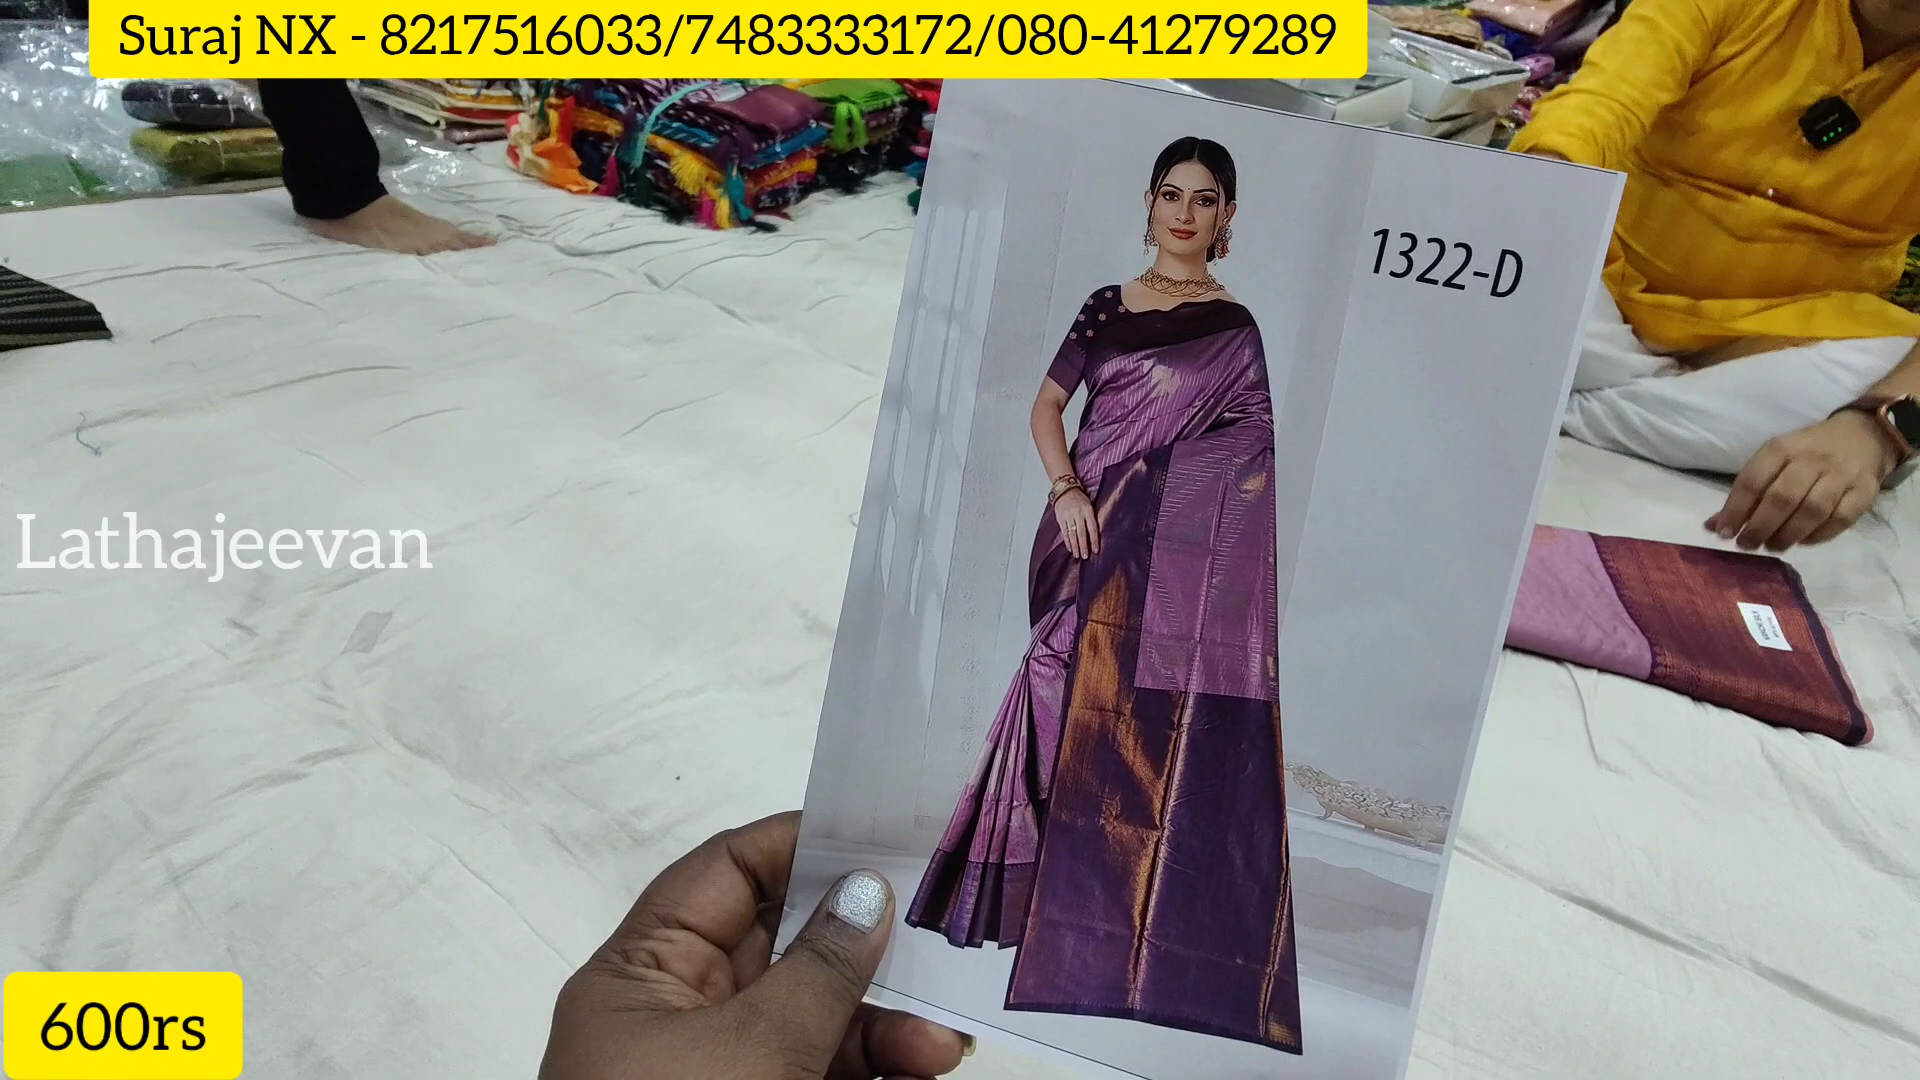 Suraj NX - 8217516033/7483333172/080-41279289
1322-D
Lathajeevan
600rs